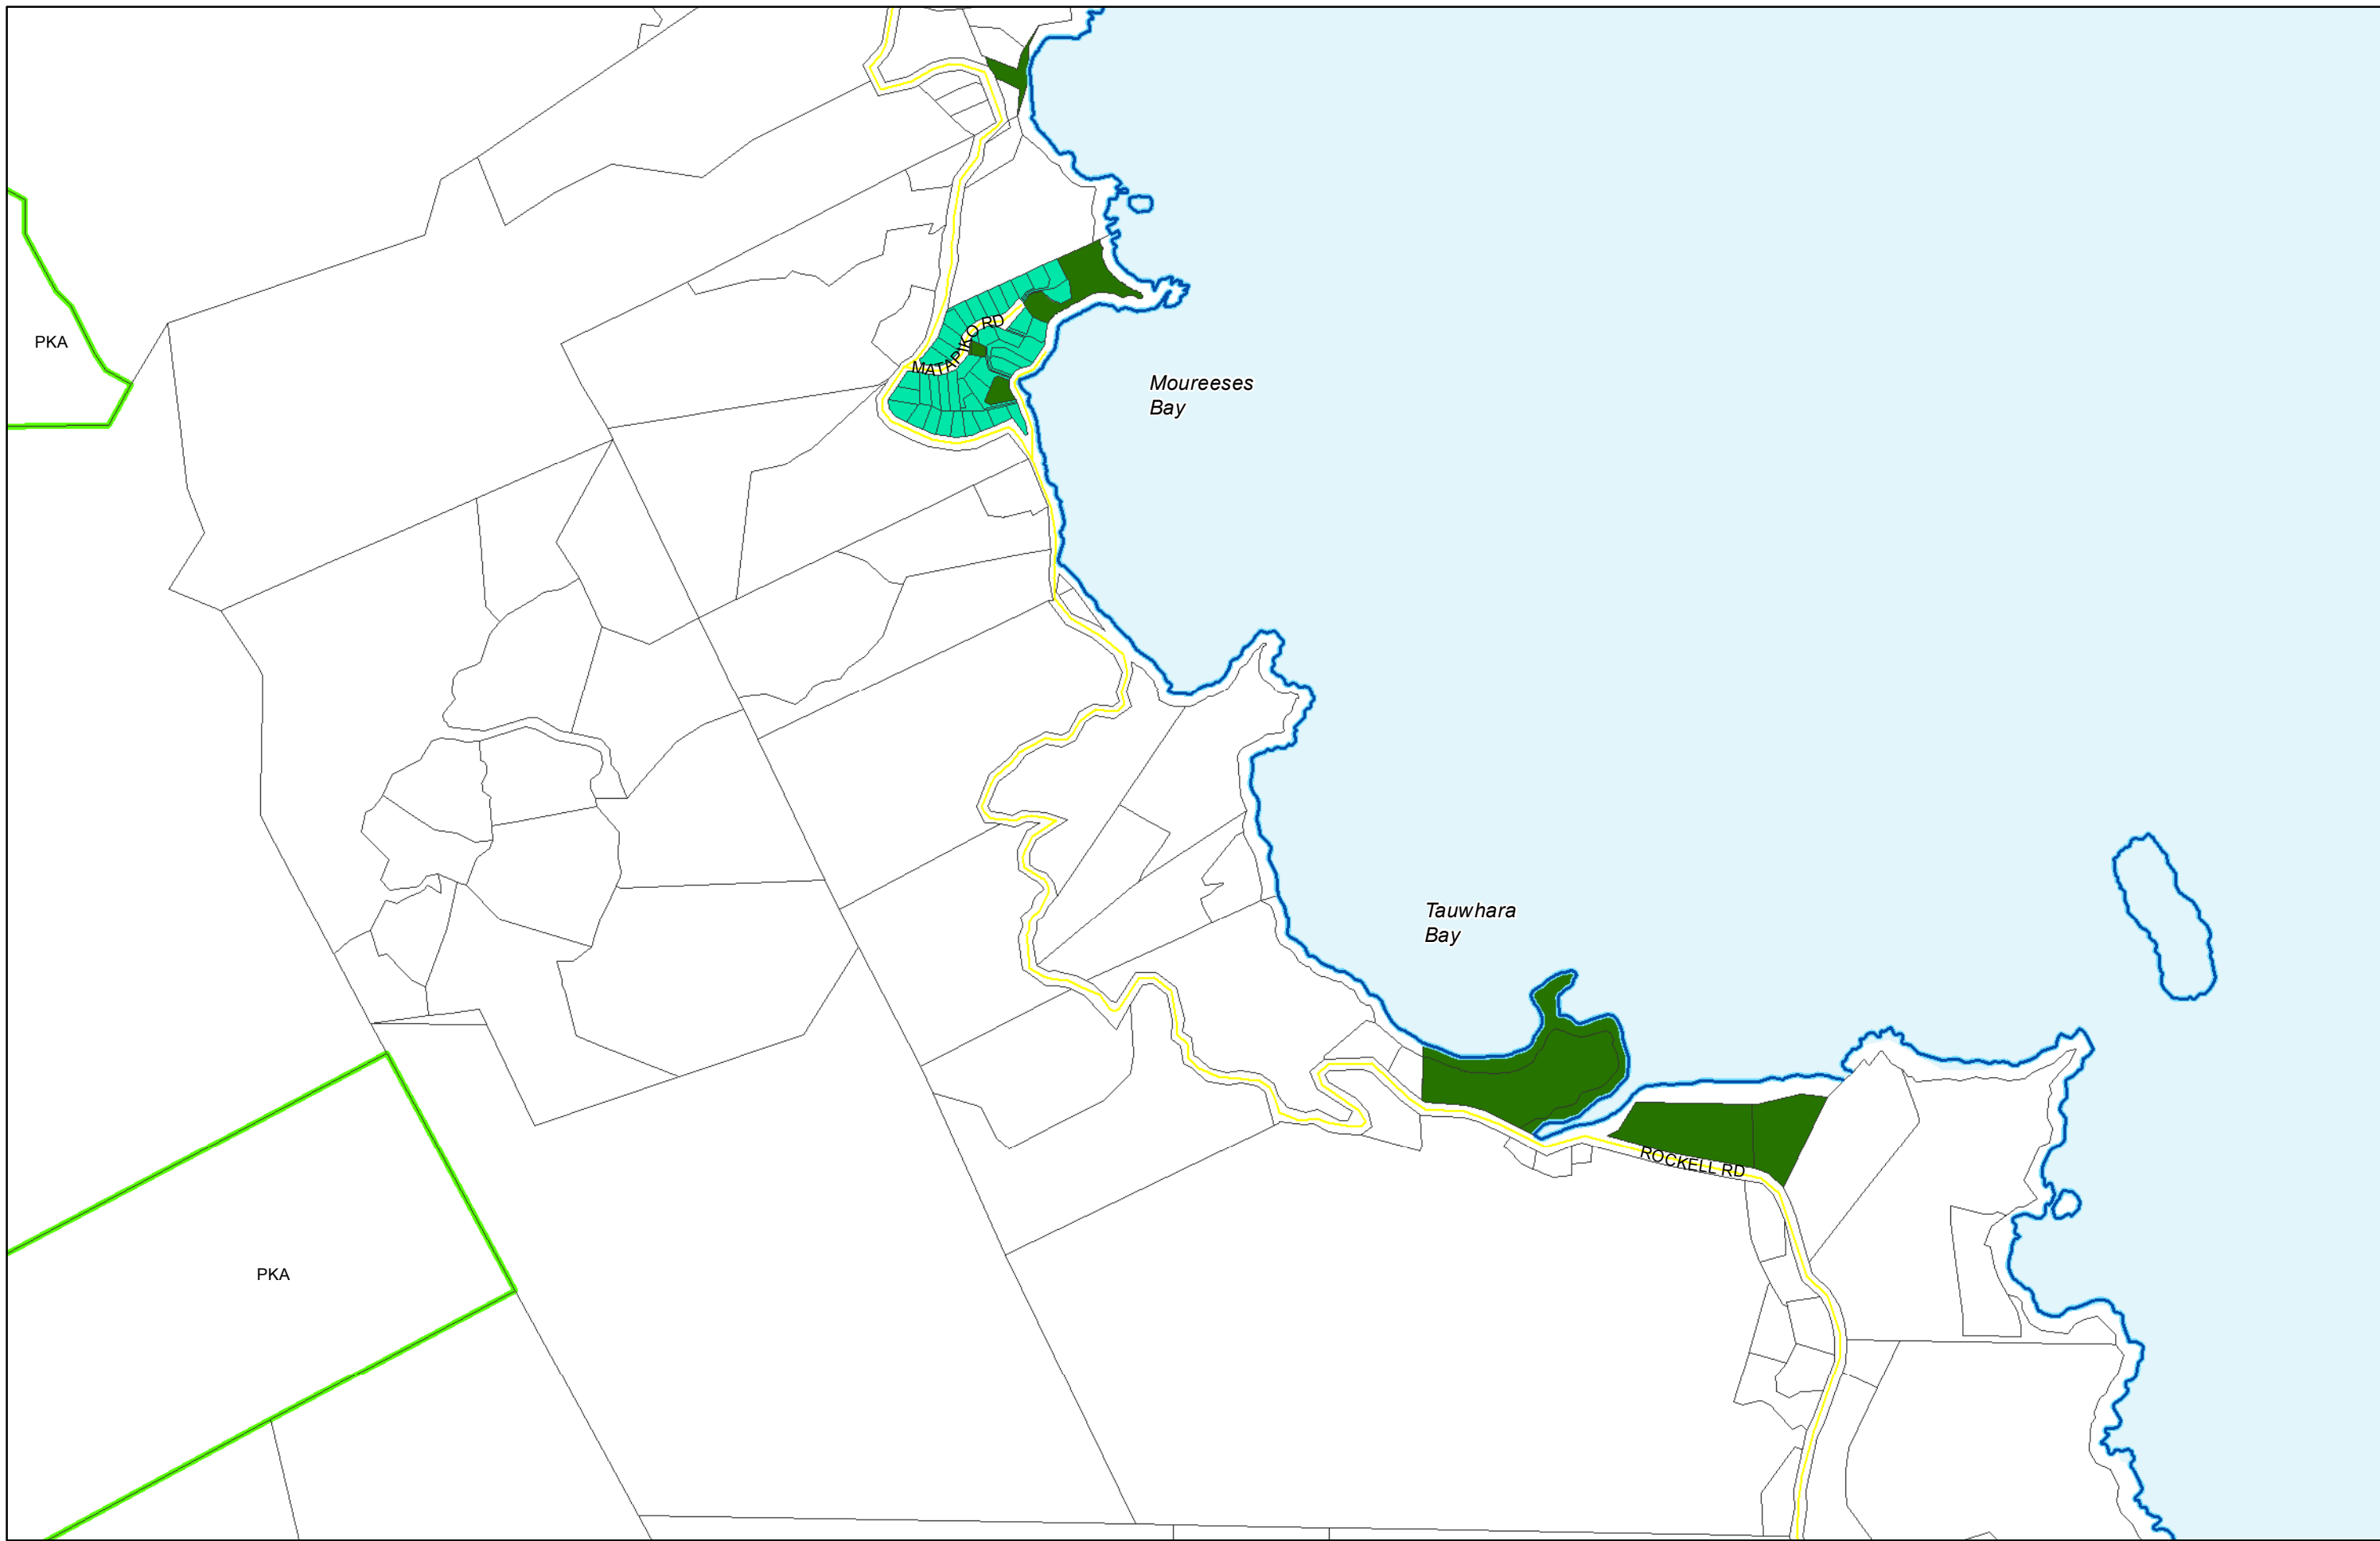 PKA
MATAPIKO RD
Moureeses
Bay
Tauwhara
Bay
ROCKELL RD
PKA